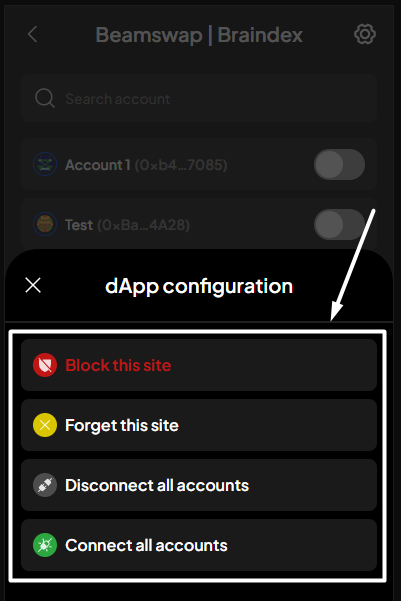 Beamswap | Braindex
Search account
Account 1 (0xb4...7085)
Test (0xBa...4A28)
dApp configuration
Block this site
Forget this site
Disconnect all accounts
Connect all accounts